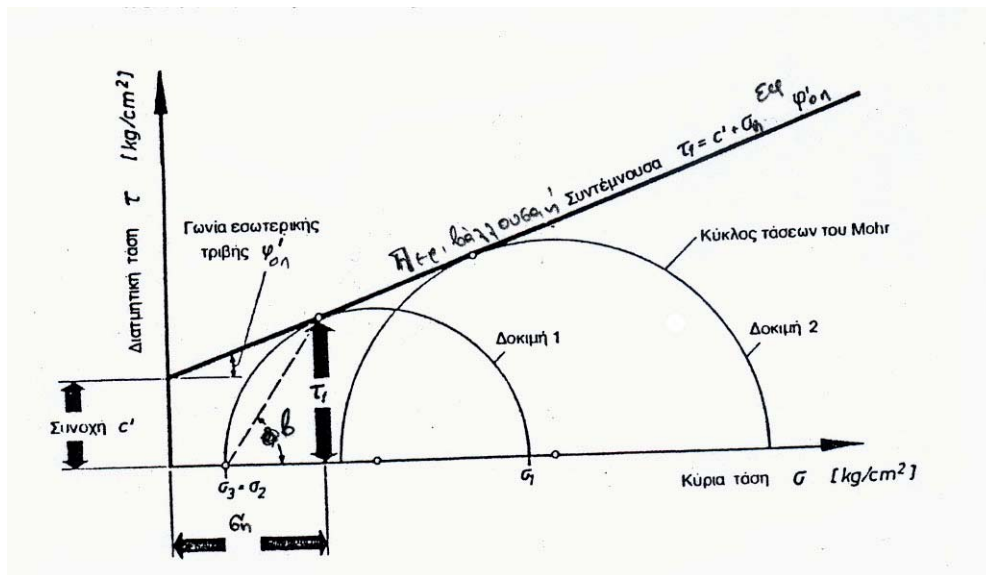 Διατμητική τάση τ [kg/cm²]
Γωνία εσωτερικής
τριβής φ'ολ
Συνοχή c'
Περιβάλλουσα ή Συντέμνουσα τf = c' + σn εφ φ'ολ
Κύκλος τάσεων του Mohr
Δοκιμή 1
Δοκιμή 2
τf
β
σ3 = σ2
σ1
σn
Κύρια τάση σ [kg/cm²]